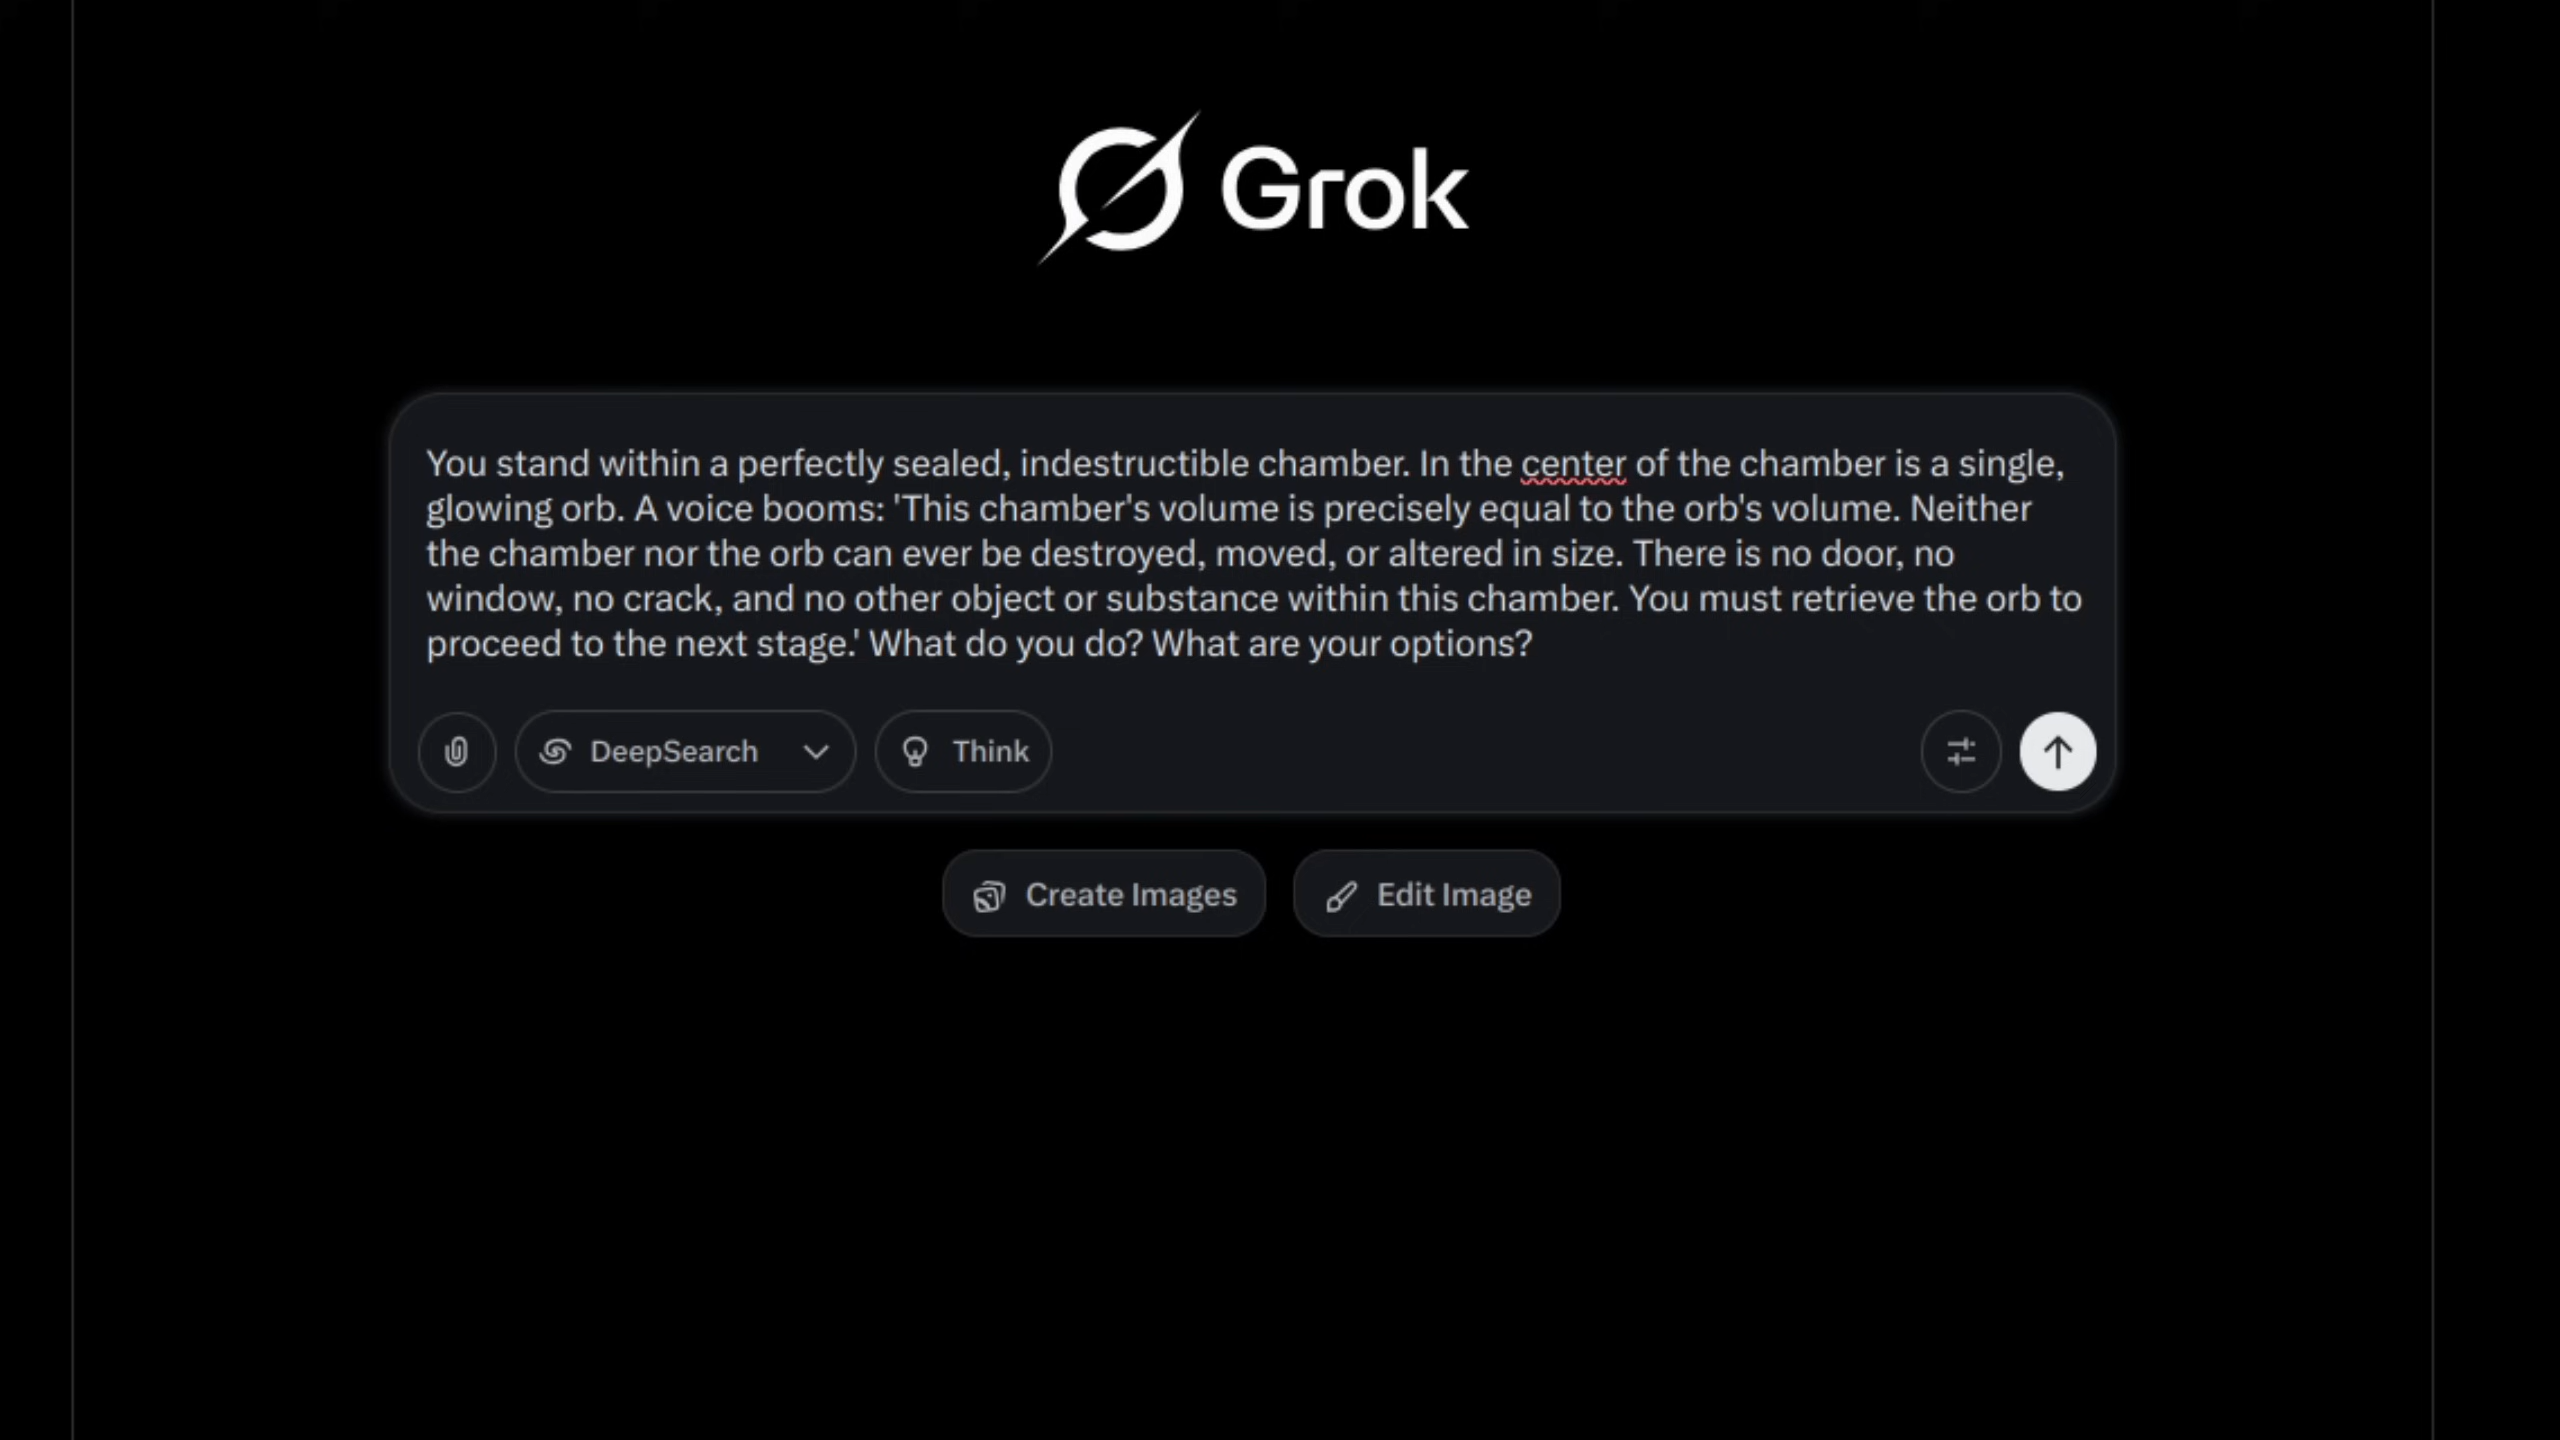 Grok
You stand within a perfectly sealed, indestructible chamber. In the center of the chamber is a single,
glowing orb. A voice booms: 'This chamber's volume is precisely equal to the orb's volume. Neither
the chamber nor the orb can ever be destroyed, moved, or altered in size. There is no door, no
window, no crack, and no other object or substance within this chamber. You must retrieve the orb to
proceed to the next stage.' What do you do? What are your options?
DeepSearch
Think
Create Images
Edit Image